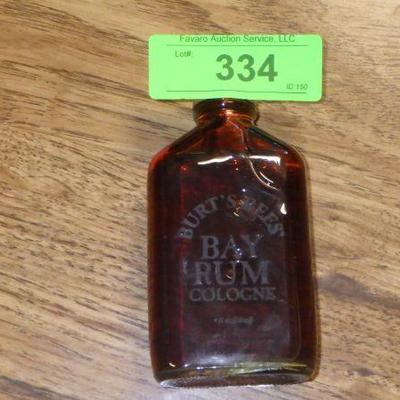 Favaro Auction Service, LLC
Lot#:
334
ID:150
BURT'S BEES
BAY
RUM
COLOGNE